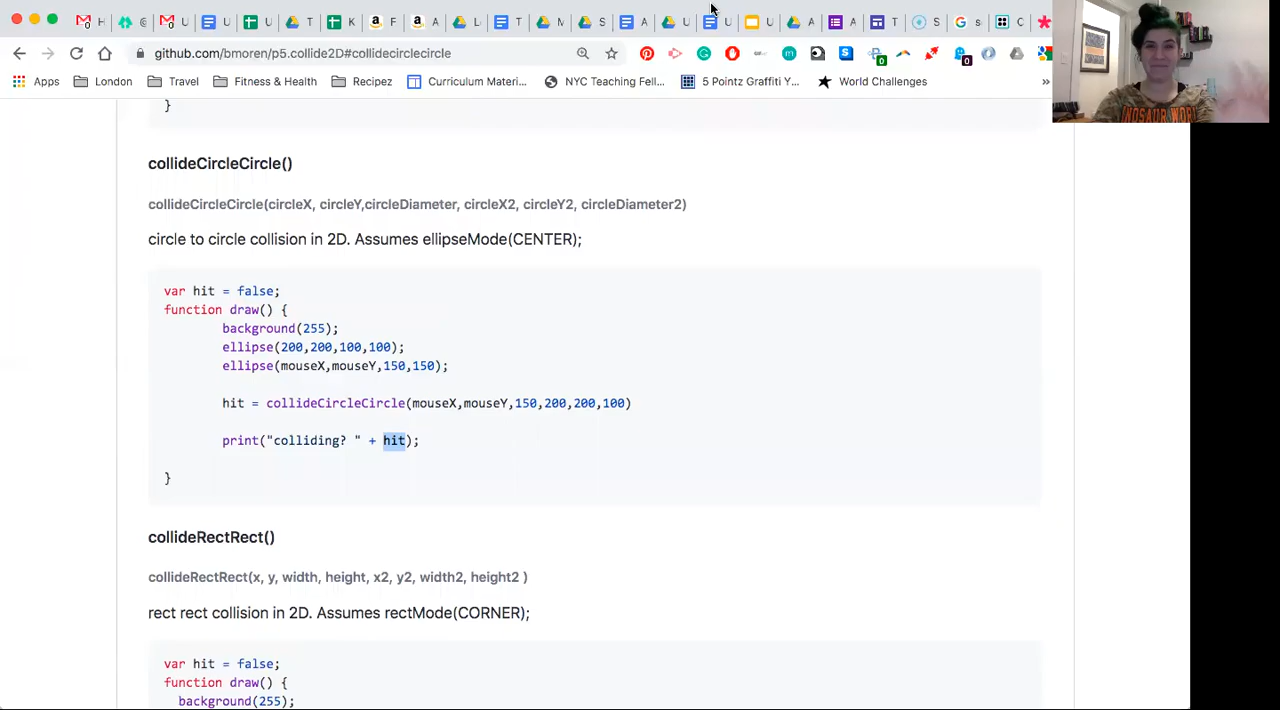 H
@
U
U
U
T
K
F
A
L
T
M
S
A
U
U
U
A
A
T
S
s
C
github.com/bmoren/p5.collide2D#collidecirclecircle
0
0
Apps
London
Travel
Fitness & Health
Recipez
Curriculum Materi...
NYC Teaching Fell...
5 Pointz Graffiti Y...
World Challenges
»
}
collideCircleCircle()
collideCircleCircle(circleX, circleY,circleDiameter, circleX2, circleY2, circleDiameter2)
circle to circle collision in 2D. Assumes ellipseMode(CENTER);
var hit = false;
function draw() {
background(255);
ellipse(200,200,100,100);
ellipse(mouseX,mouseY,150,150);
hit = collideCircleCircle(mouseX,mouseY,150,200,200,100)
print("colliding? " + hit);
}
collideRectRect()
collideRectRect(x, y, width, height, x2, y2, width2, height2 )
rect rect collision in 2D. Assumes rectMode(CORNER);
var hit = false;
function draw() {
background(255);